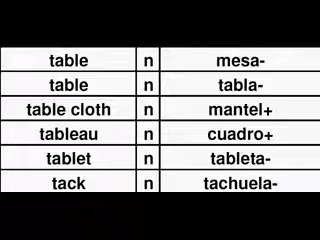 table n mesa-
table n tabla-
table cloth n mantel+
tableau n cuadro+
tablet n tableta-
tack n tachuela-